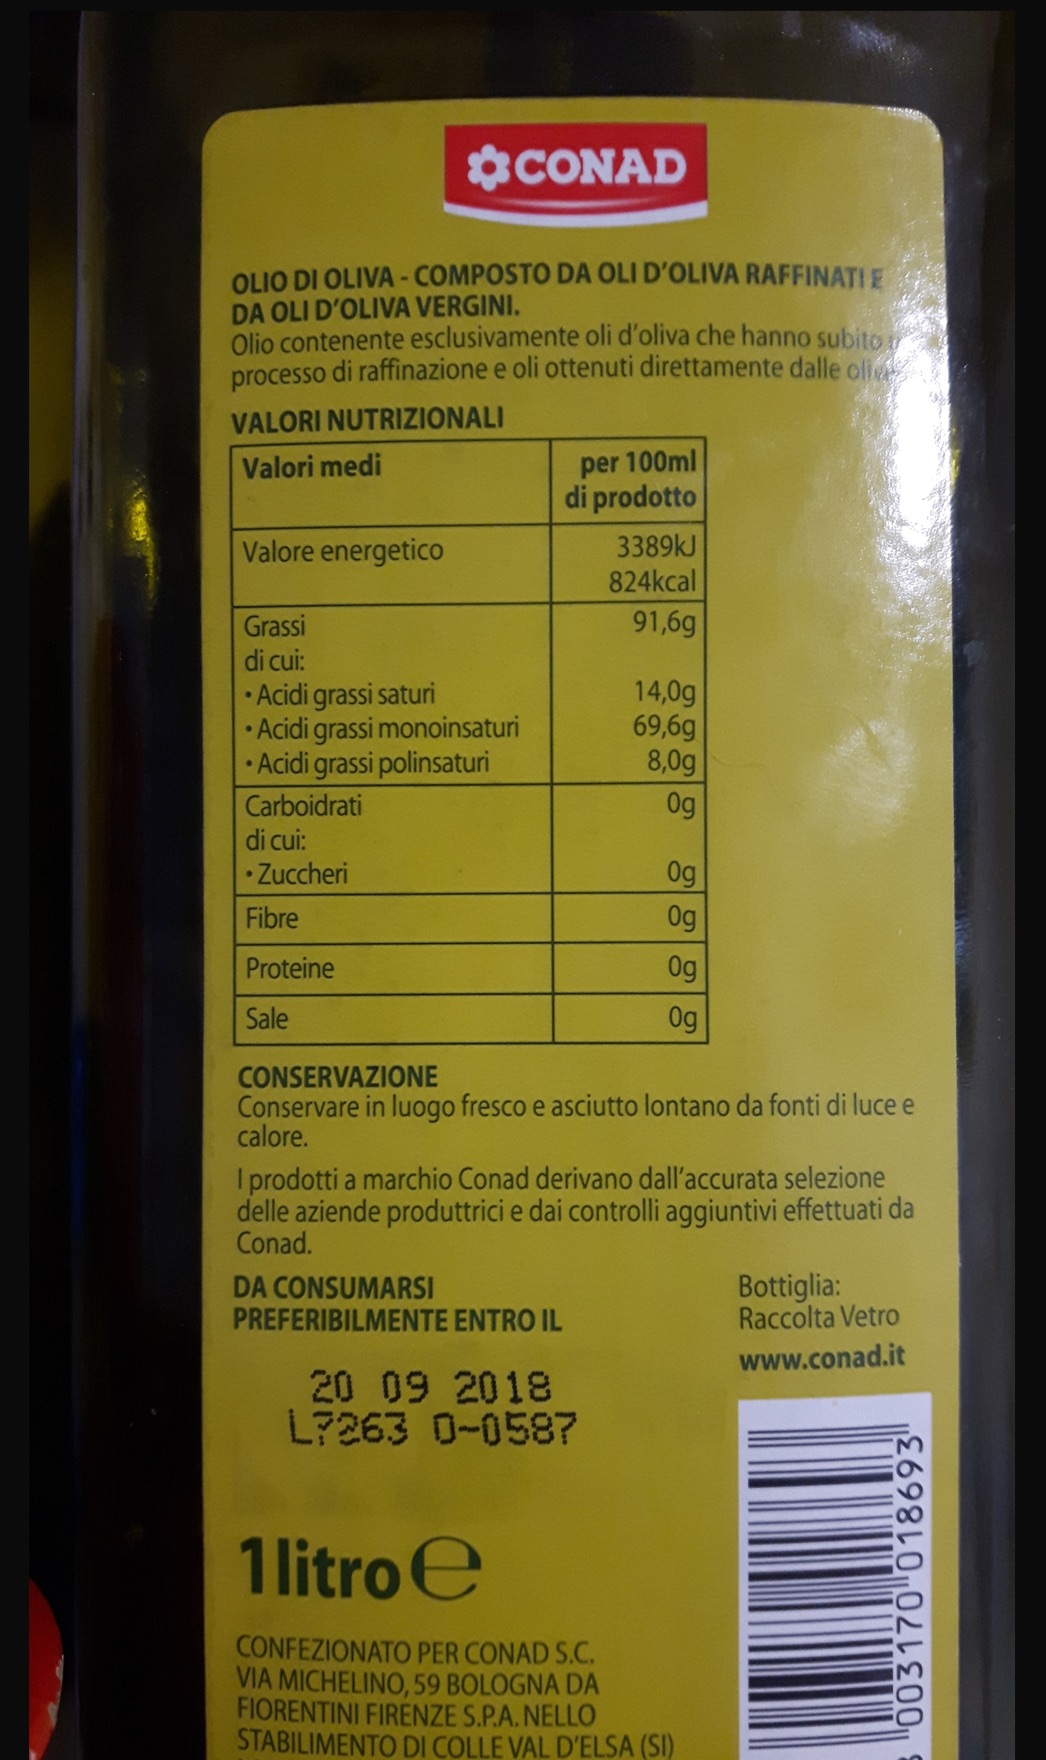 CONAD
OLIO DI OLIVA - COMPOSTO DA OLI D'OLIVA RAFFINATI E
DA OLI D'OLIVA VERGINI.
Olio contenente esclusivamente oli d'oliva che hanno subito
processo di raffinazione e oli ottenuti direttamente dalle
VALORI NUTRIZIONALI
Valori medi per 100ml
di prodotto
Valore energetico 3389kJ
824kcal
Grassi 91,6g
di cui:
• Acidi grassi saturi 14,0g
• Acidi grassi monoinsaturi 69,6g
• Acidi grassi polinsaturi 8,0g
Carboidrati 0g
di cui:
• Zuccheri 0g
Fibre 0g
Proteine 0g
Sale 0g
CONSERVAZIONE
Conservare in luogo fresco e asciutto lontano da fonti di luce e
calore.
I prodotti a marchio Conad derivano dall'accurata selezione
delle aziende produttrici e dai controlli aggiuntivi effettuati da
Conad.
DA CONSUMARSI
PREFERIBILMENTE ENTRO IL
20 09 2018
L7263 0-0587
Bottiglia:
Raccolta Vetro
www.conad.it
003170 018693
1 litro ℮
CONFEZIONATO PER CONAD S.C.
VIA MICHELINO, 59 BOLOGNA DA
FIORENTINI FIRENZE S.P.A. NELLO
STABILIMENTO DI COLLE VAL D'ELSA (SI)